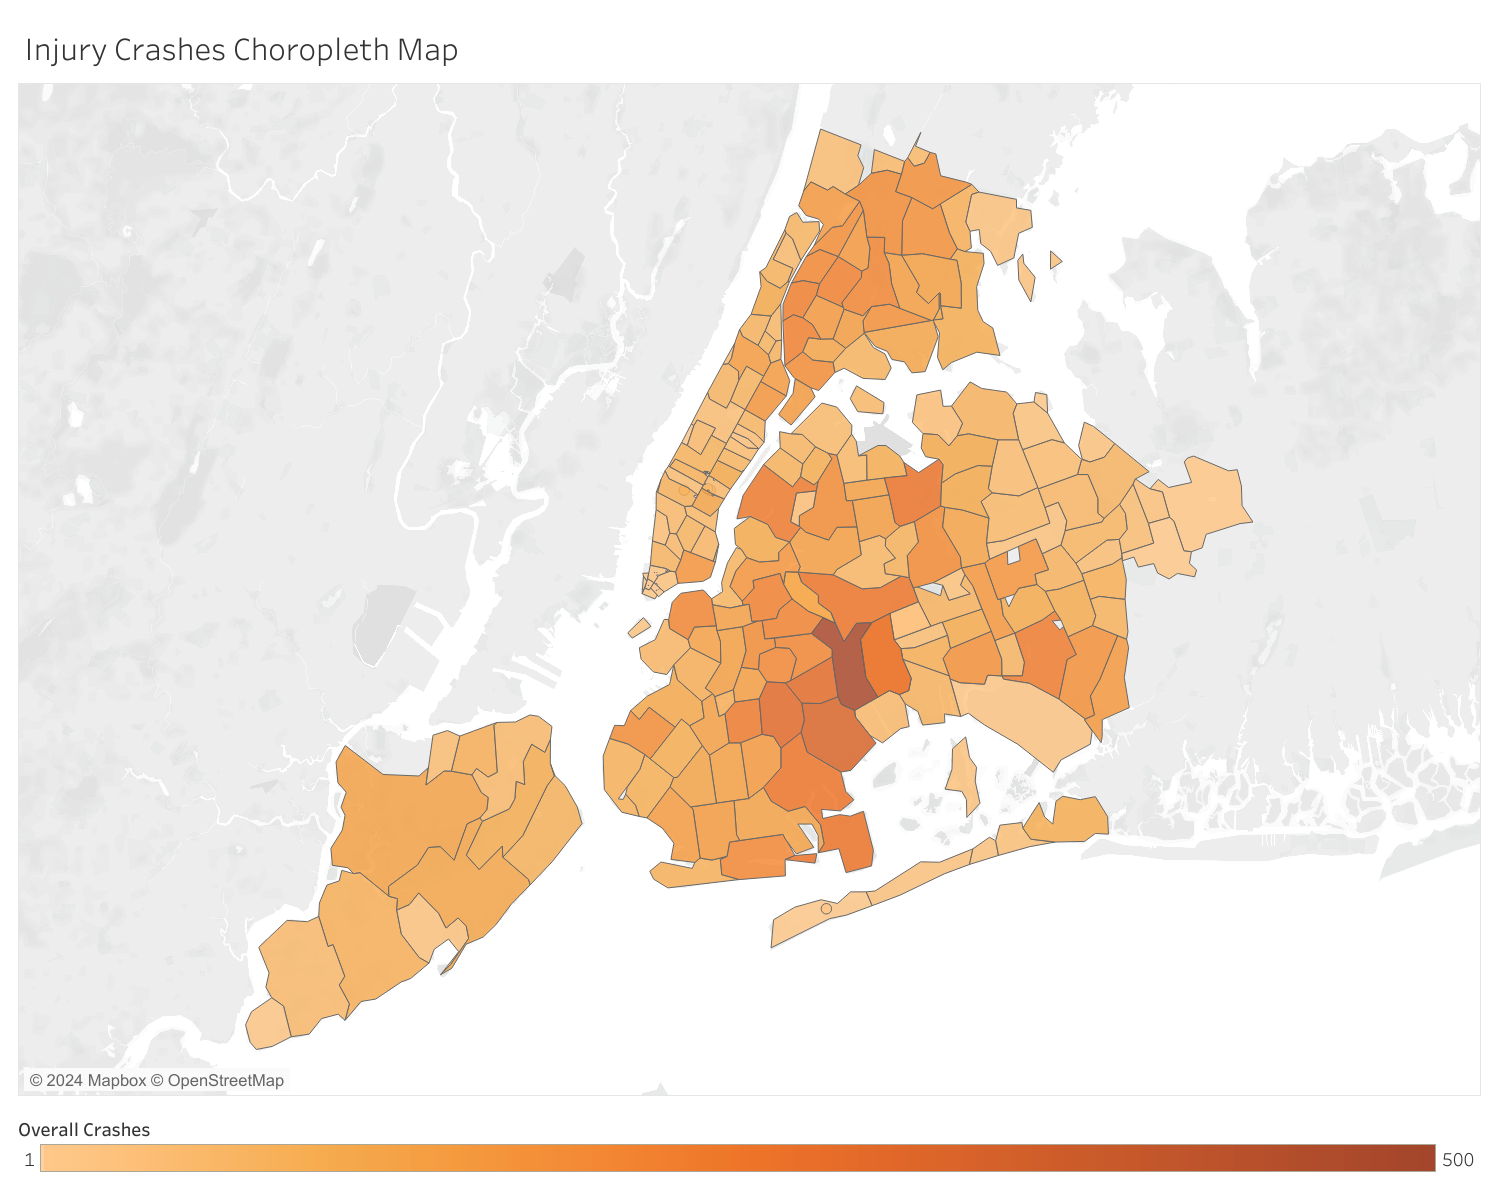 Injury Crashes Choropleth Map
© 2024 Mapbox © OpenStreetMap
Overall Crashes
1
500